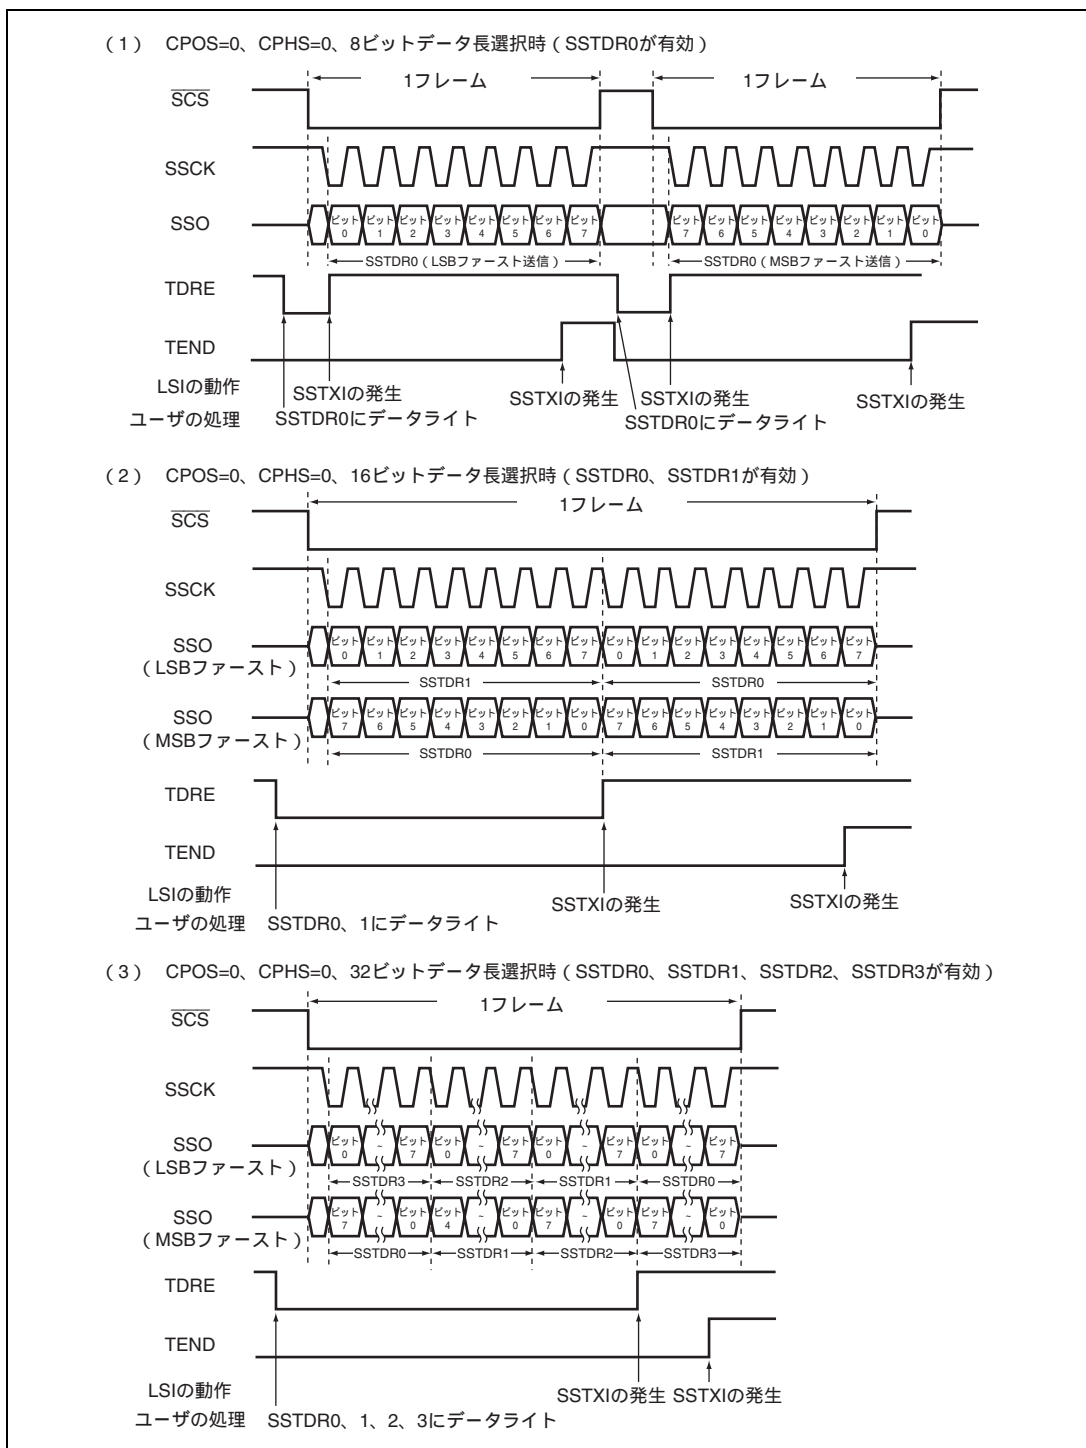 （1） CPOS=0、CPHS=0、8ビットデータ長選択時（SSTDR0が有効）
1フレーム 1フレーム
SCS
SSCK
SSO ビット0 ビット1 ビット2 ビット3 ビット4 ビット5 ビット6 ビット7 ビット7 ビット6 ビット5 ビット4 ビット3 ビット2 ビット1 ビット0
SSTDR0（LSBファースト送信） SSTDR0（MSBファースト送信）
TDRE
TEND
LSIの動作 SSTXIの発生 SSTXIの発生 SSTXIの発生 SSTXIの発生
ユーザの処理 SSTDR0にデータライト SSTDR0にデータライト
（2） CPOS=0、CPHS=0、16ビットデータ長選択時（SSTDR0、SSTDR1が有効）
1フレーム
SCS
SSCK
SSO ビット0 ビット1 ビット2 ビット3 ビット4 ビット5 ビット6 ビット7 ビット0 ビット1 ビット2 ビット3 ビット4 ビット5 ビット6 ビット7
（LSBファースト） SSTDR1 SSTDR0
SSO ビット7 ビット6 ビット5 ビット4 ビット3 ビット2 ビット1 ビット0 ビット7 ビット6 ビット5 ビット4 ビット3 ビット2 ビット1 ビット0
（MSBファースト） SSTDR0 SSTDR1
TDRE
TEND
LSIの動作 SSTXIの発生 SSTXIの発生
ユーザの処理 SSTDR0、1にデータライト
（3） CPOS=0、CPHS=0、32ビットデータ長選択時（SSTDR0、SSTDR1、SSTDR2、SSTDR3が有効）
1フレーム
SCS
SSCK
SSO ビット0 ~ ビット7 ビット0 ~ ビット7 ビット0 ~ ビット7 ビット0 ~ ビット7
（LSBファースト） SSTDR3 SSTDR2 SSTDR1 SSTDR0
SSO ビット7 ~ ビット0 ビット4 ~ ビット0 ビット7 ~ ビット0 ビット7 ~ ビット0
（MSBファースト） SSTDR0 SSTDR1 SSTDR2 SSTDR3
TDRE
TEND
LSIの動作 SSTXIの発生 SSTXIの発生
ユーザの処理 SSTDR0、1、2、3にデータライト